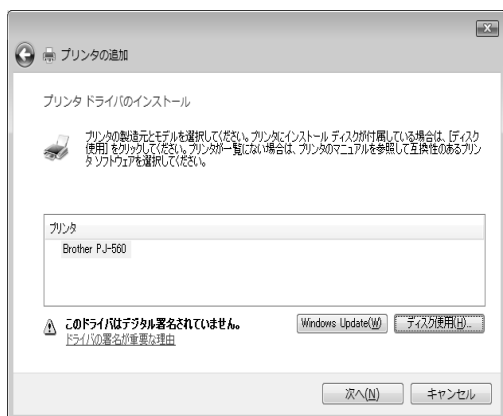 プリンタの追加
プリンタ ドライバのインストール
プリンタの製造元とモデルを選択してください。プリンタにインストール ディスクが付属している場合は、[ディスク
使用] をクリックしてください。プリンタが一覧にない場合は、プリンタのマニュアルを参照して互換性のあるプリン
タ ソフトウェアを選択してください。
プリンタ
Brother PJ-560
このドライバはデジタル署名されていません。
ドライバの署名が重要な理由
Windows Update(W)
ディスク使用(H)...
次へ(N)
キャンセル